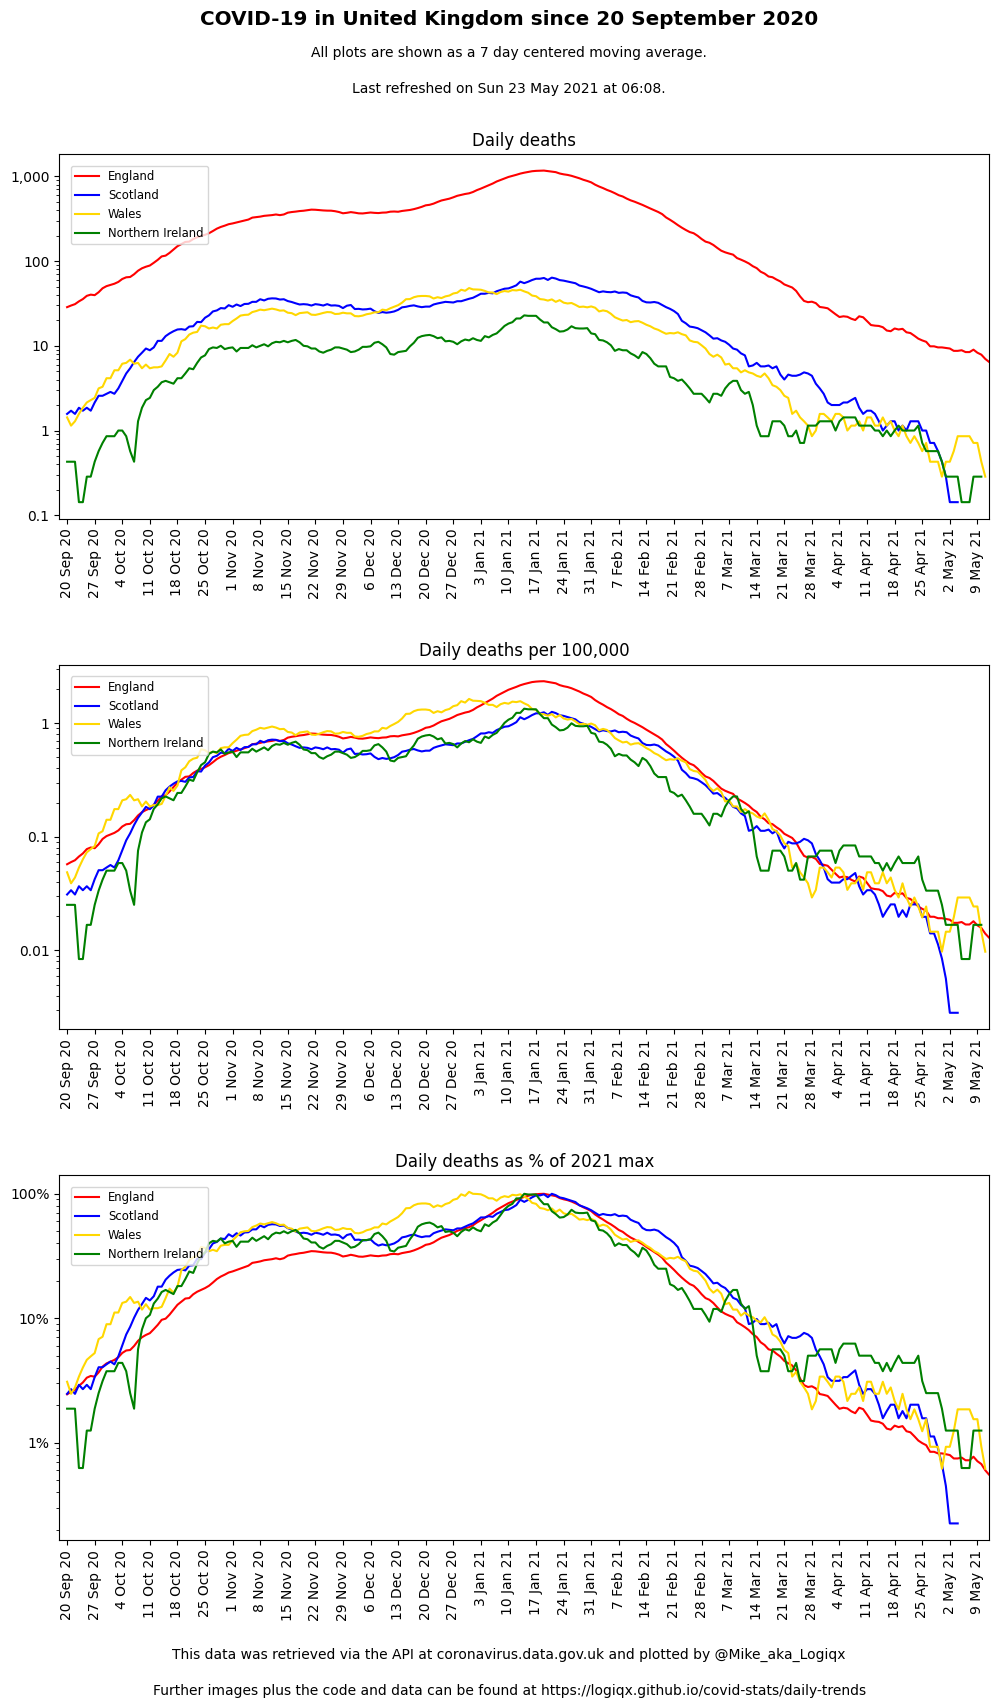 COVID-19 in United Kingdom since 20 September 2020
All plots are shown as a 7 day centered moving average.
Last refreshed on Sun 23 May 2021 at 06:08.
Daily deaths
England
Scotland
Wales
Northern Ireland
1,000
100
10
1
0.1
20 Sep 20
27 Sep 20
4 Oct 20
11 Oct 20
18 Oct 20
25 Oct 20
1 Nov 20
8 Nov 20
15 Nov 20
22 Nov 20
29 Nov 20
6 Dec 20
13 Dec 20
20 Dec 20
27 Dec 20
3 Jan 21
10 Jan 21
17 Jan 21
24 Jan 21
31 Jan 21
7 Feb 21
14 Feb 21
21 Feb 21
28 Feb 21
7 Mar 21
14 Mar 21
21 Mar 21
28 Mar 21
4 Apr 21
11 Apr 21
18 Apr 21
25 Apr 21
2 May 21
9 May 21
Daily deaths per 100,000
England
Scotland
Wales
Northern Ireland
1
0.1
0.01
20 Sep 20
27 Sep 20
4 Oct 20
11 Oct 20
18 Oct 20
25 Oct 20
1 Nov 20
8 Nov 20
15 Nov 20
22 Nov 20
29 Nov 20
6 Dec 20
13 Dec 20
20 Dec 20
27 Dec 20
3 Jan 21
10 Jan 21
17 Jan 21
24 Jan 21
31 Jan 21
7 Feb 21
14 Feb 21
21 Feb 21
28 Feb 21
7 Mar 21
14 Mar 21
21 Mar 21
28 Mar 21
4 Apr 21
11 Apr 21
18 Apr 21
25 Apr 21
2 May 21
9 May 21
Daily deaths as % of 2021 max
England
Scotland
Wales
Northern Ireland
100%
10%
1%
20 Sep 20
27 Sep 20
4 Oct 20
11 Oct 20
18 Oct 20
25 Oct 20
1 Nov 20
8 Nov 20
15 Nov 20
22 Nov 20
29 Nov 20
6 Dec 20
13 Dec 20
20 Dec 20
27 Dec 20
3 Jan 21
10 Jan 21
17 Jan 21
24 Jan 21
31 Jan 21
7 Feb 21
14 Feb 21
21 Feb 21
28 Feb 21
7 Mar 21
14 Mar 21
21 Mar 21
28 Mar 21
4 Apr 21
11 Apr 21
18 Apr 21
25 Apr 21
2 May 21
9 May 21
This data was retrieved via the API at coronavirus.data.gov.uk and plotted by @Mike_aka_Logiqx
Further images plus the code and data can be found at https://logiqx.github.io/covid-stats/daily-trends